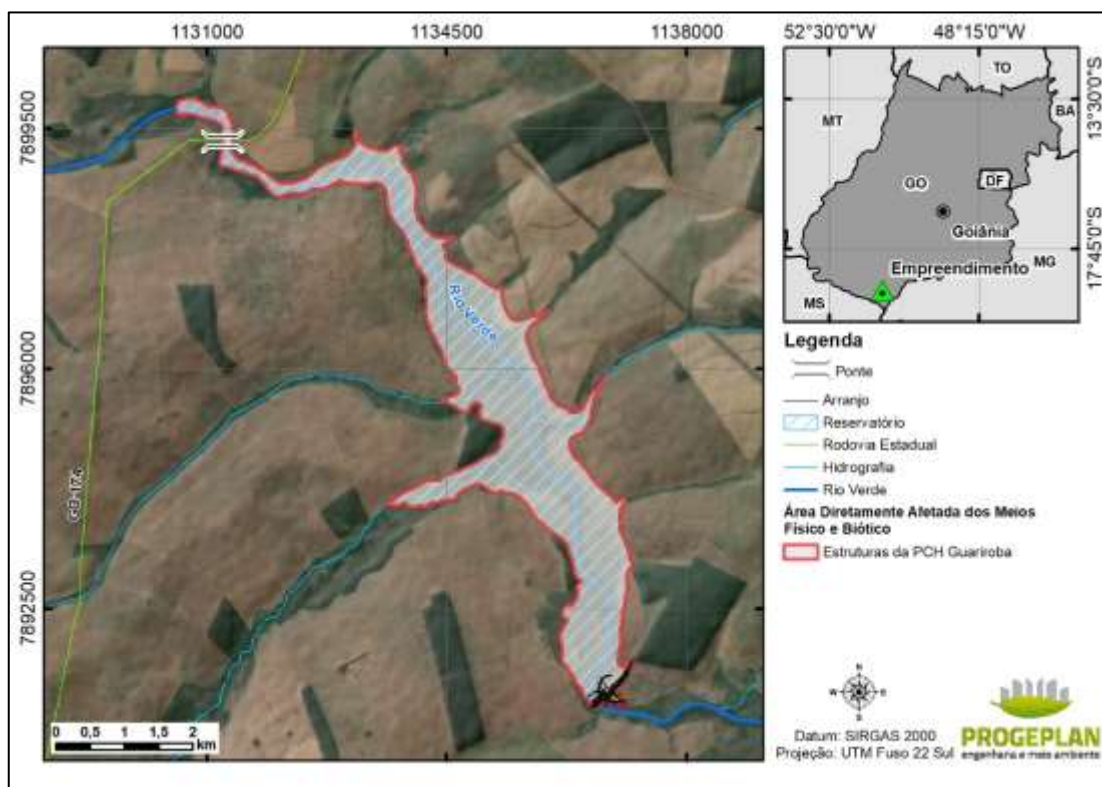 1131000
1134500
1138000
7899500
7896000
7892500
Rio Verde
GO-174
0 0,5 1 1,5 2
km
52°30'0"W
48°15'0"W
13°30'0"S
17°45'0"S
TO
BA
MT
GO
DF
Goiânia
MG
Empreendimento
MS
Legenda
Ponte
Arranjo
Reservatório
Rodovia Estadual
Hidrografia
Rio Verde
Área Diretamente Afetada dos Meios
Físico e Biótico
Estruturas da PCH Guariroba
N
W
E
S
Datum: SIRGAS 2000
Projeção: UTM Fuso 22 Sul
PROGEPLAN
engenharia e meio ambiente